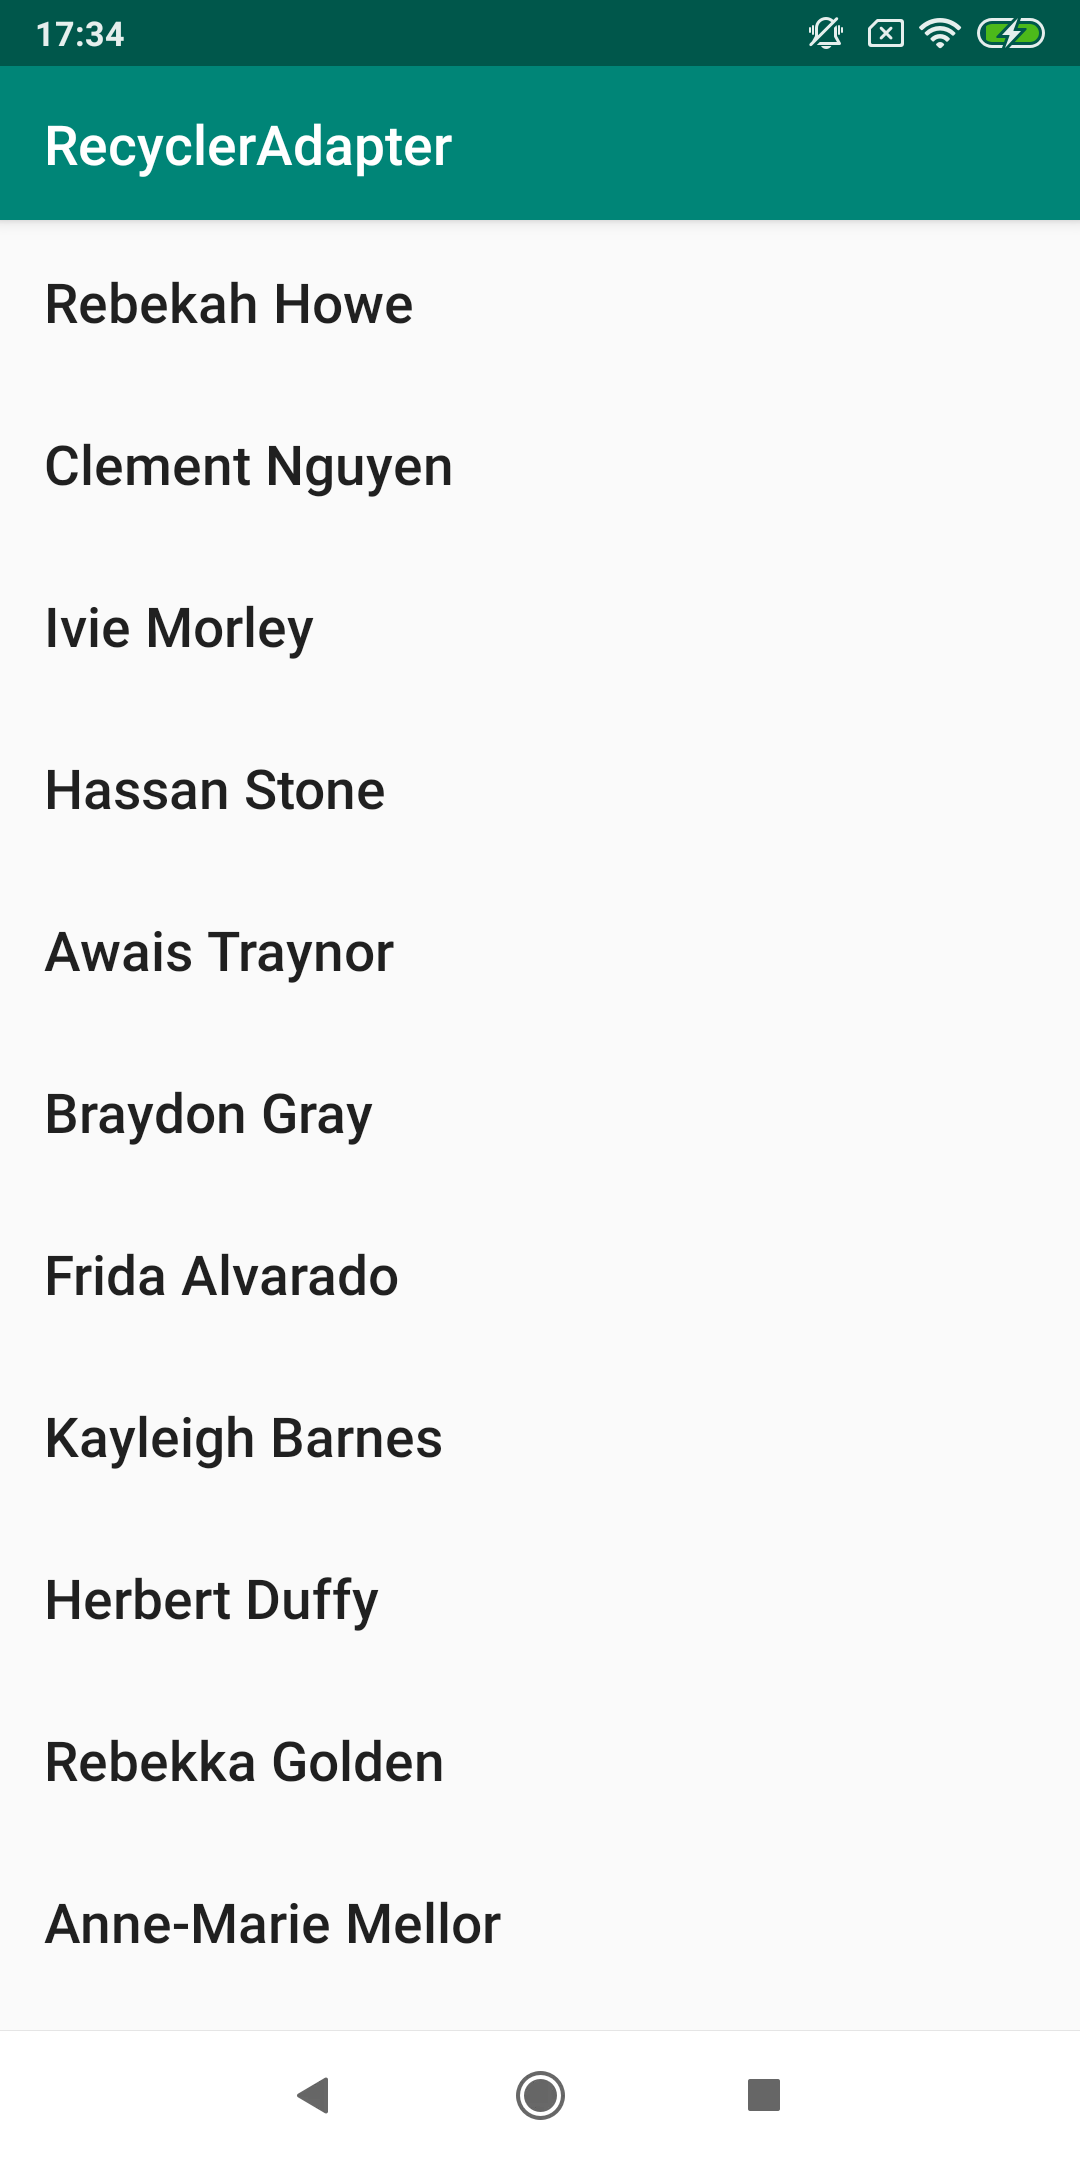 17:34
RecyclerAdapter
Rebekah Howe
Clement Nguyen
Ivie Morley
Hassan Stone
Awais Traynor
Braydon Gray
Frida Alvarado
Kayleigh Barnes
Herbert Duffy
Rebekka Golden
Anne-Marie Mellor